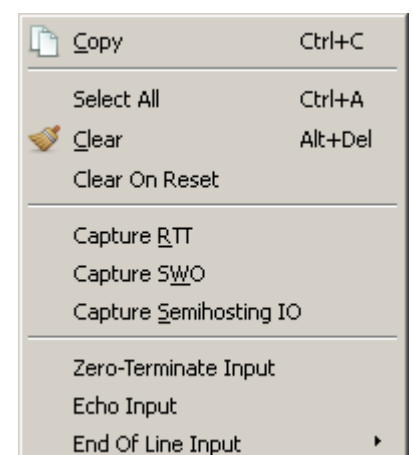 Copy Ctrl+C
Select All Ctrl+A
Clear Alt+Del
Clear On Reset
Capture RTT
Capture SWO
Capture Semihosting IO
Zero-Terminate Input
Echo Input
End Of Line Input